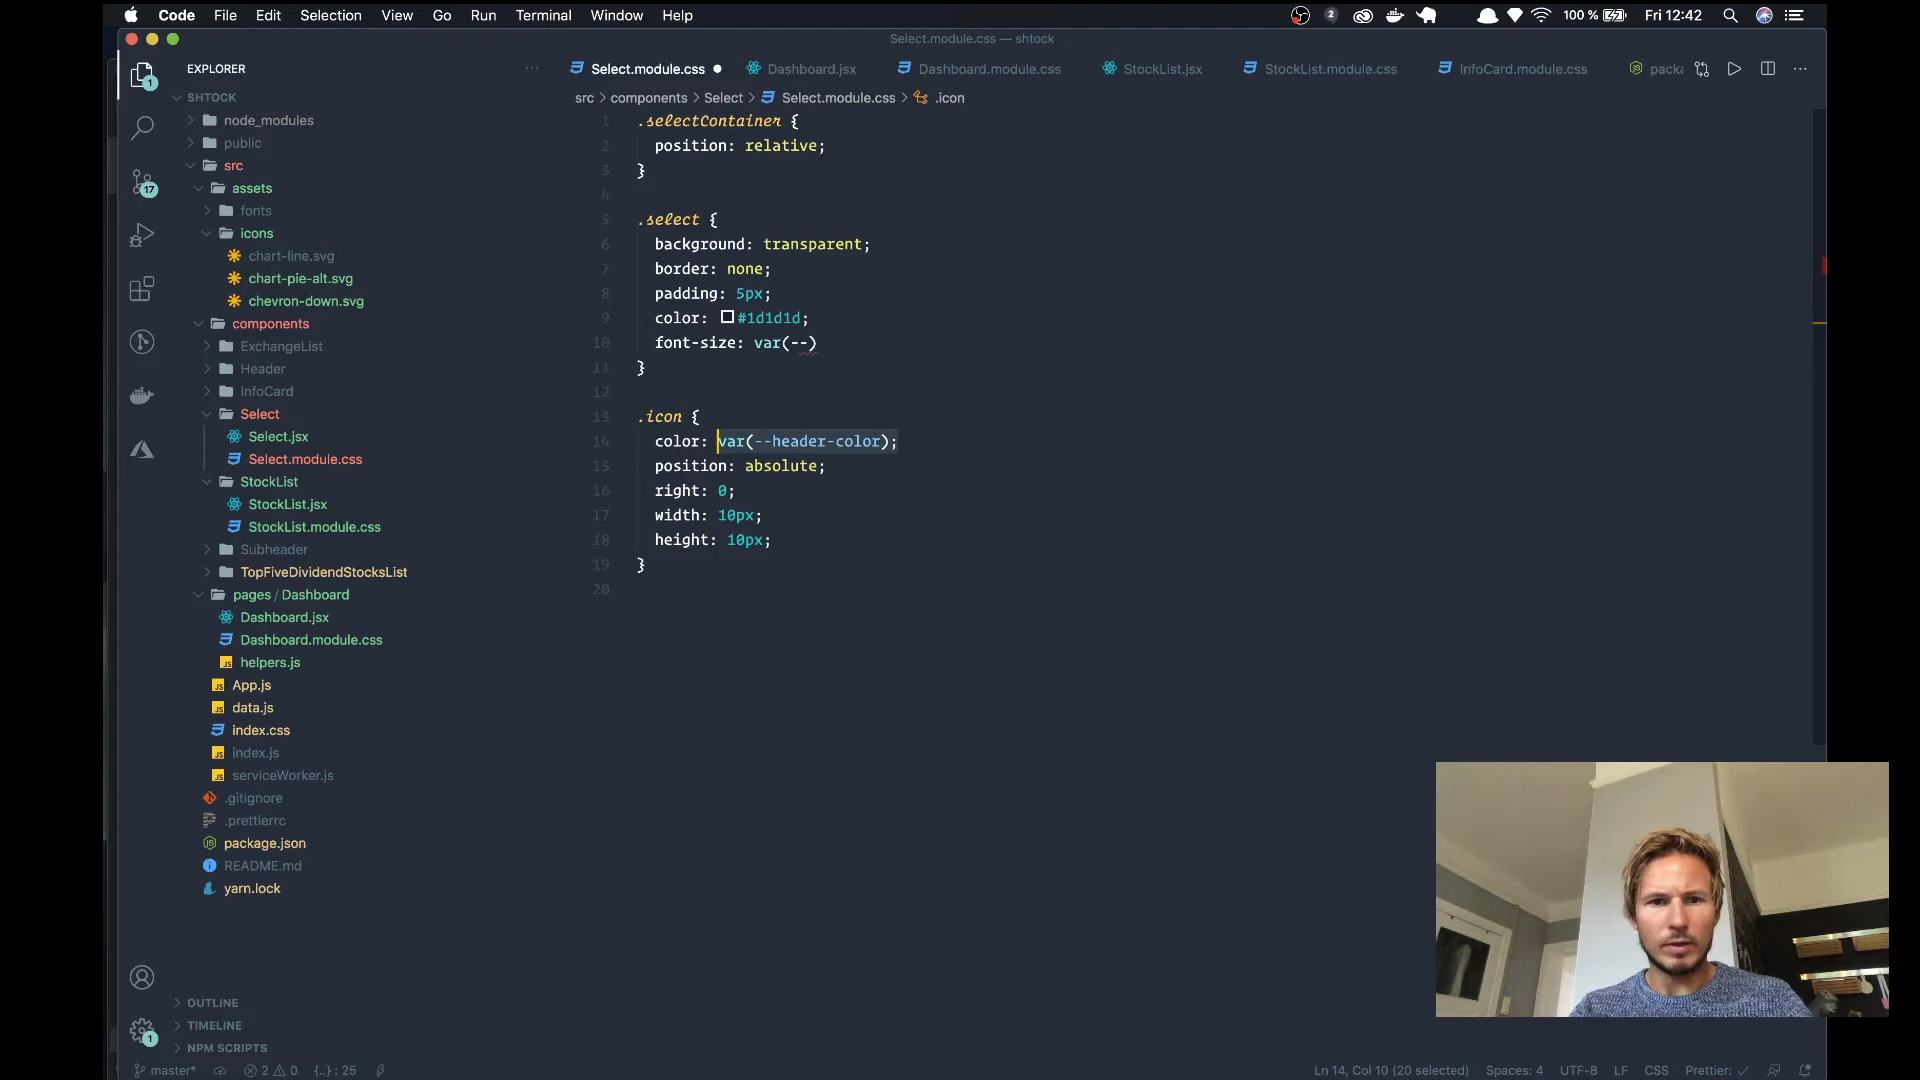 Code File Edit Selection View Go Run Terminal Window Help
2 100 % Fri 12:42
Select.module.css — shtock
EXPLORER
Select.module.css Dashboard.jsx Dashboard.module.css StockList.jsx StockList.module.css InfoCard.module.css packa
src > components > Select > Select.module.css > .icon
1
17
SHTOCK
node_modules
public
src
assets
fonts
icons
chart-line.svg
chart-pie-alt.svg
chevron-down.svg
components
ExchangeList
Header
InfoCard
Select
Select.jsx
Select.module.css
StockList
StockList.jsx
StockList.module.css
Subheader
TopFiveDividendStocksList
pages / Dashboard
Dashboard.jsx
Dashboard.module.css
JS helpers.js
JS App.js
JS data.js
index.css
JS index.js
JS serviceWorker.js
.gitignore
.prettierrc
package.json
README.md
yarn.lock
OUTLINE
TIMELINE
NPM SCRIPTS
1
1 .selectContainer {
2 position: relative;
3 }
4
5 .select {
6 background: transparent;
7 border: none;
8 padding: 5px;
9 color: #1d1d1d;
10 font-size: var(--)
11 }
12
13 .icon {
14 color: var(--header-color);
15 position: absolute;
16 right: 0;
17 width: 10px;
18 height: 10px;
19 }
20
master* 2 0 {..} : 25 Ln 14, Col 10 (20 selected) Spaces: 4 UTF-8 LF CSS Prettier: ✓